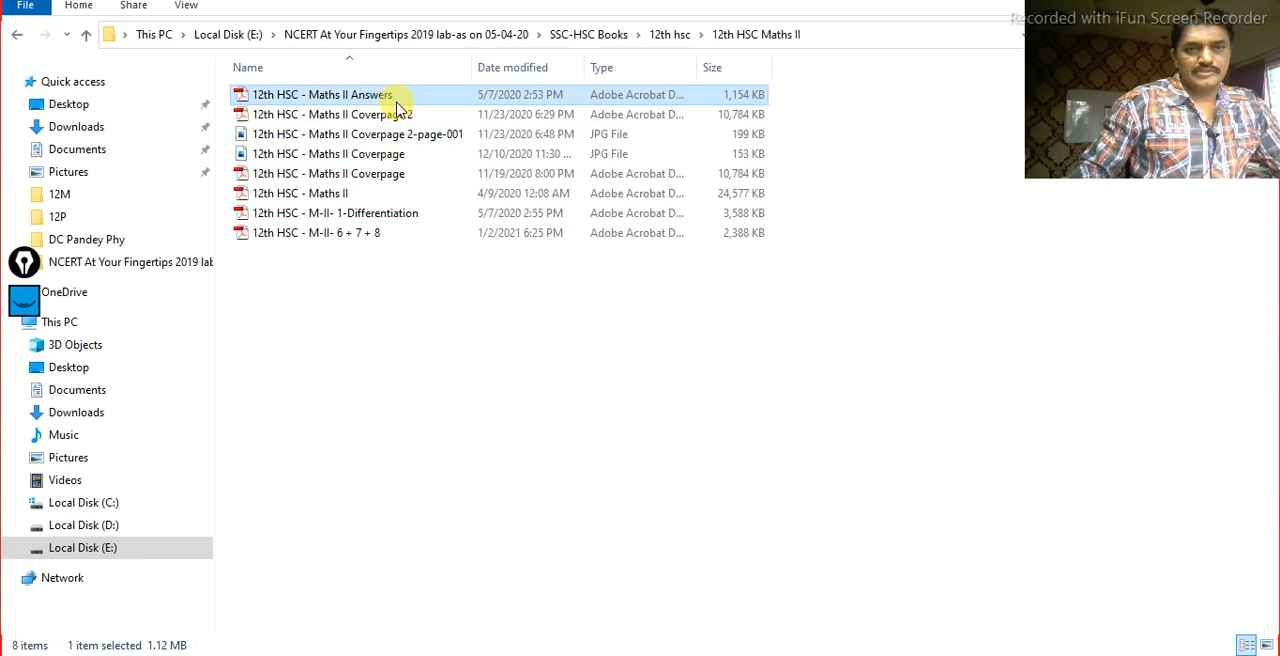 File Home Share View
Recorded with iFun Screen Recorder
This PC Local Disk (E:) NCERT At Your Fingertips 2019 lab-as on 05-04-20 SSC-HSC Books 12th hsc 12th HSC Maths II
Name Date modified Type Size
Quick access
Desktop
Downloads
Documents
Pictures
12M
12P
DC Pandey Phy
NCERT At Your Fingertips 2019 lab
OneDrive
This PC
3D Objects
Desktop
Documents
Downloads
Music
Pictures
Videos
Local Disk (C:)
Local Disk (D:)
Local Disk (E:)
Network
12th HSC - Maths II Answers 5/7/2020 2:53 PM Adobe Acrobat D... 1,154 KB
12th HSC - Maths II Coverpage 2 11/23/2020 6:29 PM Adobe Acrobat D... 10,784 KB
12th HSC - Maths II Coverpage 2-page-001 11/23/2020 6:48 PM JPG File 199 KB
12th HSC - Maths II Coverpage 12/10/2020 11:30 ... JPG File 153 KB
12th HSC - Maths II Coverpage 11/19/2020 8:00 PM Adobe Acrobat D... 10,784 KB
12th HSC - Maths II 4/9/2020 12:08 AM Adobe Acrobat D... 24,577 KB
12th HSC - M-II- 1-Differentiation 5/7/2020 2:55 PM Adobe Acrobat D... 3,588 KB
12th HSC - M-II- 6 + 7 + 8 1/2/2021 6:25 PM Adobe Acrobat D... 2,388 KB
8 items 1 item selected 1.12 MB